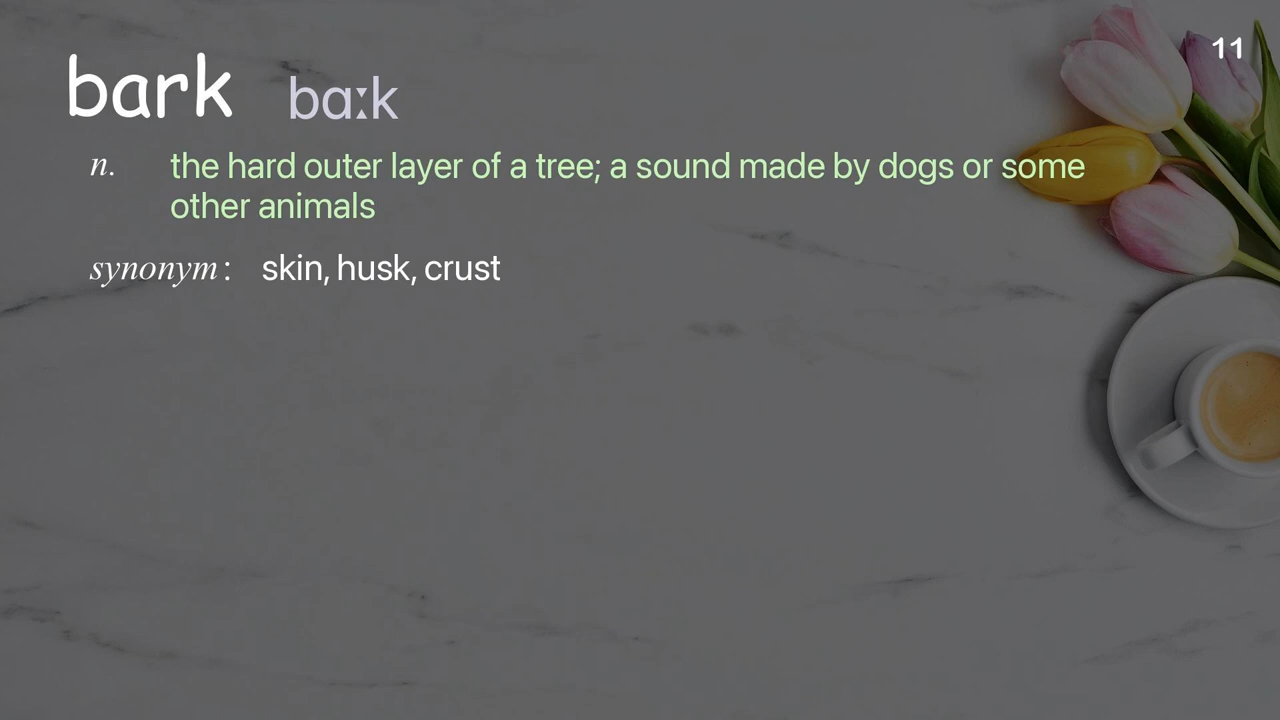 11
bark bɑːk
n. the hard outer layer of a tree; a sound made by dogs or some
other animals
synonym: skin, husk, crust